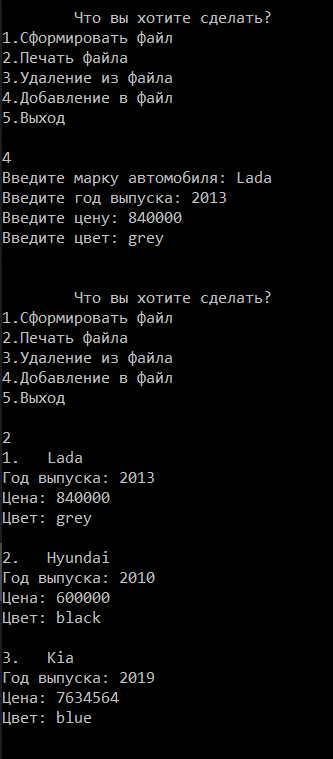 Что вы хотите сделать?
1.Сформировать файл
2.Печать файла
3.Удаление из файла
4.Добавление в файл
5.Выход
4
Введите марку автомобиля: Lada
Введите год выпуска: 2013
Введите цену: 840000
Введите цвет: grey
Что вы хотите сделать?
1.Сформировать файл
2.Печать файла
3.Удаление из файла
4.Добавление в файл
5.Выход
2
1. Lada
Год выпуска: 2013
Цена: 840000
Цвет: grey
2. Hyundai
Год выпуска: 2010
Цена: 600000
Цвет: black
3. Kia
Год выпуска: 2019
Цена: 7634564
Цвет: blue